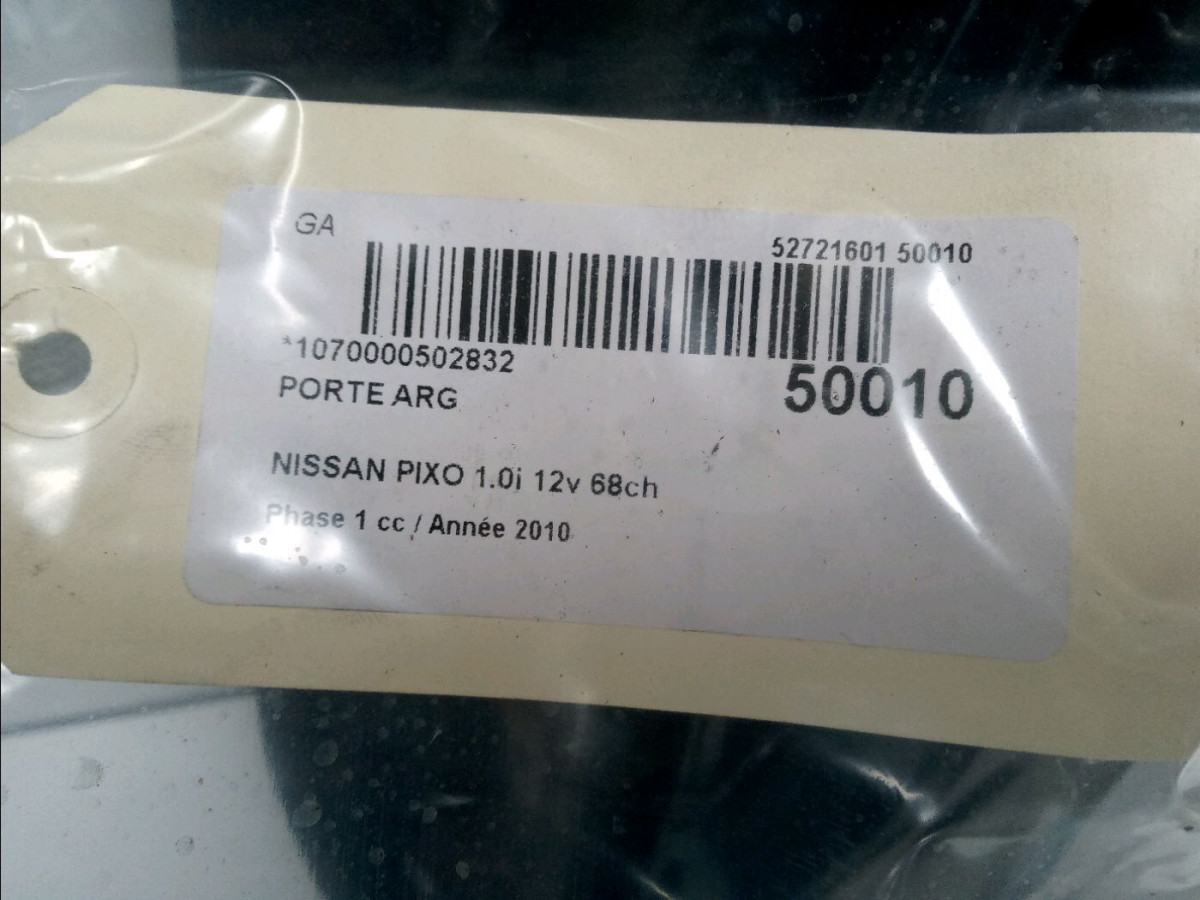 GA
52721601 50010
*1070000502832
50010
PORTE ARG
NISSAN PIXO 1.0i 12v 68ch
Phase 1 cc / Année 2010